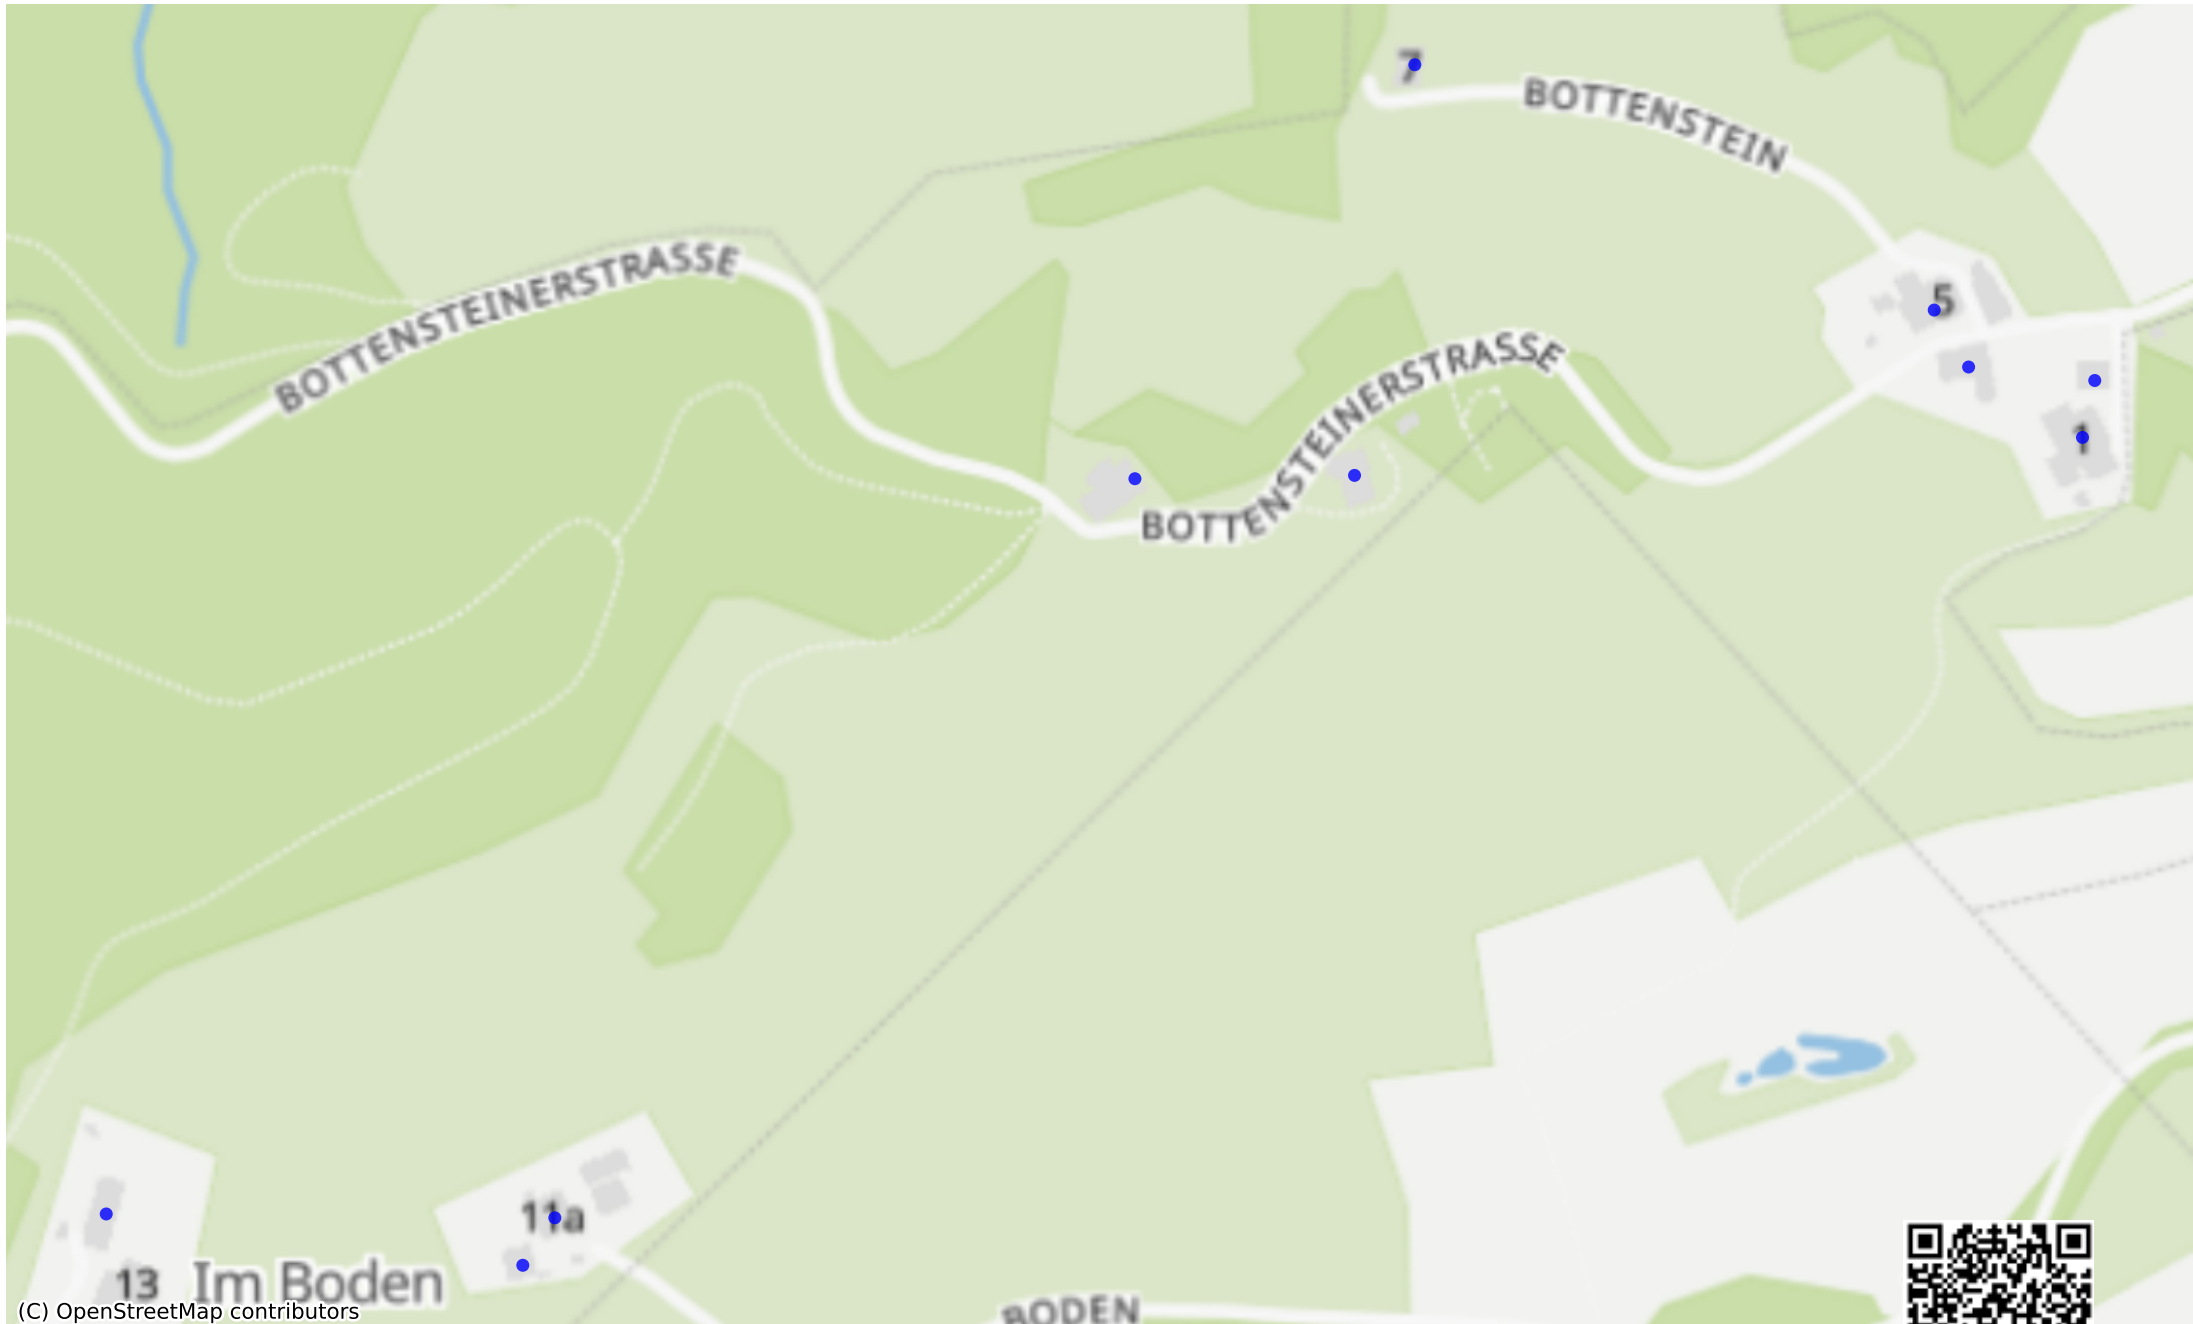 7
BOTTENSTEIN
BOTTENSTEINERSTRASSE
5
BOTTENSTEINERSTRASSE
1
11a
13
Im Boden
(C) OpenStreetMap contributors
BODEN